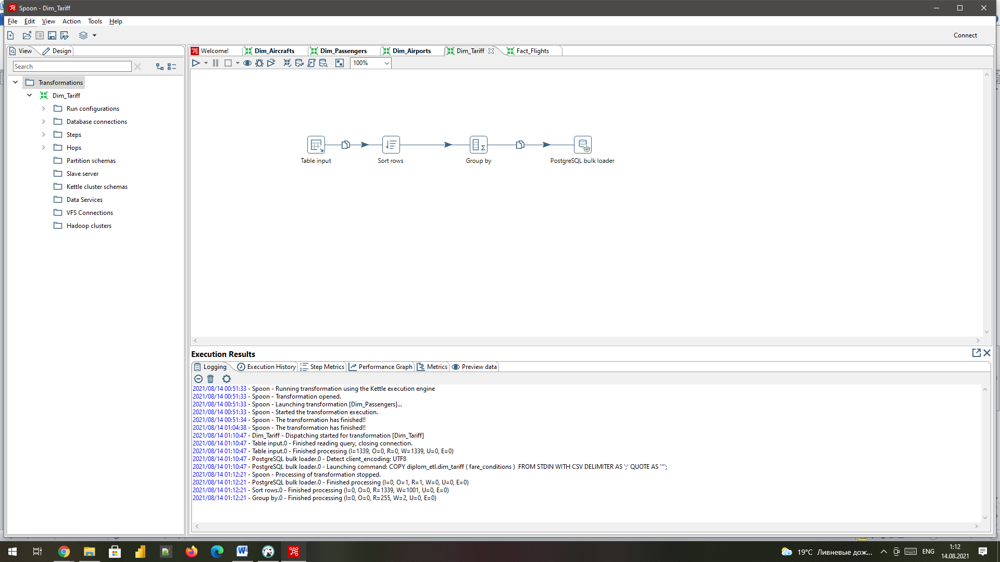 Spoon - Dim_Tariff
File Edit View Action Tools Help
Connect
View Design
Welcome! Dim_Aircrafts Dim_Passengers Dim_Airports Dim_Tariff Fact_Flights
Search
100%
Transformations
Dim_Tariff
Run configurations
Database connections
Steps
Hops
Partition schemas
Slave server
Kettle cluster schemas
Data Services
VFS Connections
Hadoop clusters
Table input Sort rows Group by PostgreSQL bulk loader
Execution Results
Logging Execution History Step Metrics Performance Graph Metrics Preview data
2021/08/14 00:51:33 - Spoon - Running transformation using the Kettle execution engine
2021/08/14 00:51:33 - Spoon - Transformation opened.
2021/08/14 00:51:33 - Spoon - Launching transformation [Dim_Passengers]...
2021/08/14 00:51:33 - Spoon - Started the transformation execution.
2021/08/14 00:51:34 - Spoon - The transformation has finished!!
2021/08/14 01:04:38 - Spoon - The transformation has finished!!
2021/08/14 01:10:47 - Dim_Tariff - Dispatching started for transformation [Dim_Tariff]
2021/08/14 01:10:47 - Table input.0 - Finished reading query, closing connection.
2021/08/14 01:10:47 - Table input.0 - Finished processing (I=1339, O=0, R=0, W=1339, U=0, E=0)
2021/08/14 01:10:47 - PostgreSQL bulk loader.0 - Detect client_encoding: UTF8
2021/08/14 01:10:47 - PostgreSQL bulk loader.0 - Launching command: COPY diplom_etl.dim_tariff ( fare_conditions ) FROM STDIN WITH CSV DELIMITER AS ';' QUOTE AS '"';
2021/08/14 01:12:21 - Spoon - Processing of transformation stopped.
2021/08/14 01:12:21 - PostgreSQL bulk loader.0 - Finished processing (I=0, O=1, R=1, W=0, U=0, E=0)
2021/08/14 01:12:21 - Sort rows.0 - Finished processing (I=0, O=0, R=1339, W=1001, U=0, E=0)
2021/08/14 01:12:21 - Group by.0 - Finished processing (I=0, O=0, R=255, W=2, U=0, E=0)
19°C Ливневые дож... ENG 1:12
14.08.2021